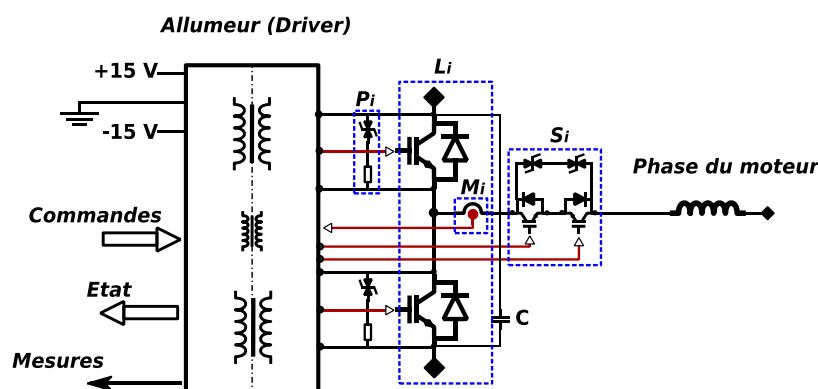 Allumeur (Driver)
+15 V
-15 V
Commandes
Etat
Mesures
Pi
Li
Mi
Si
Phase du moteur
C